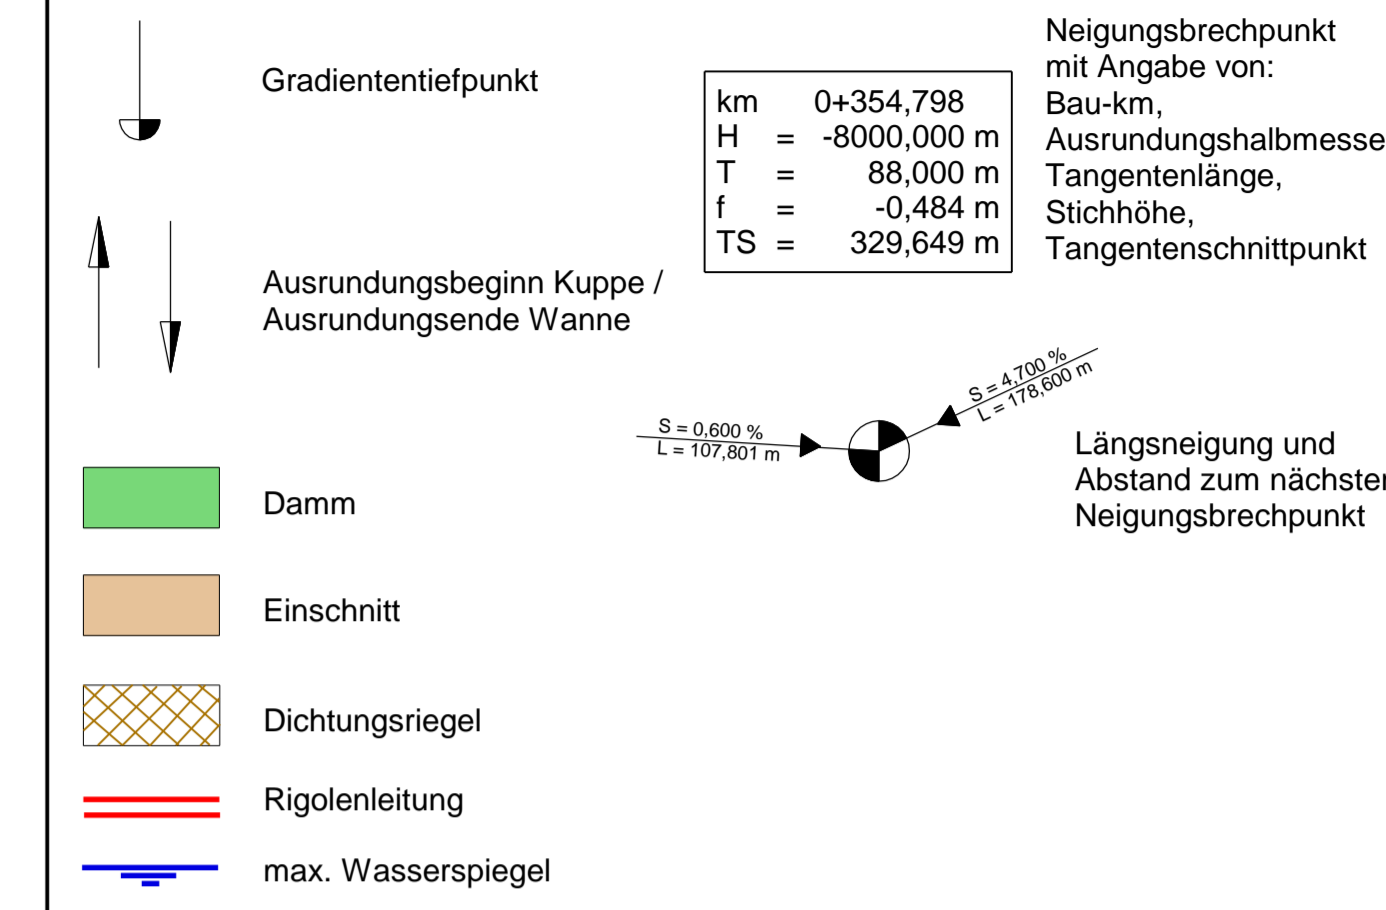 Gradiententiefpunkt
Ausrundungsbeginn Kuppe /
Ausrundungsende Wanne
Damm
Einschnitt
Dichtungsriegel
Rigolenleitung
max. Wasserspiegel
km 0+354,798
H = -8000,000 m
T = 88,000 m
f = -0,484 m
TS = 329,649 m
Neigungsbrechpunkt
mit Angabe von:
Bau-km,
Ausrundungshalbmesse
Tangentenlänge,
Stichhöhe,
Tangentenschnittpunkt
S = 0,600 %
L = 107,801 m
S = 4,700 %
L = 178,600 m
Längsneigung und
Abstand zum nächsten
Neigungsbrechpunkt